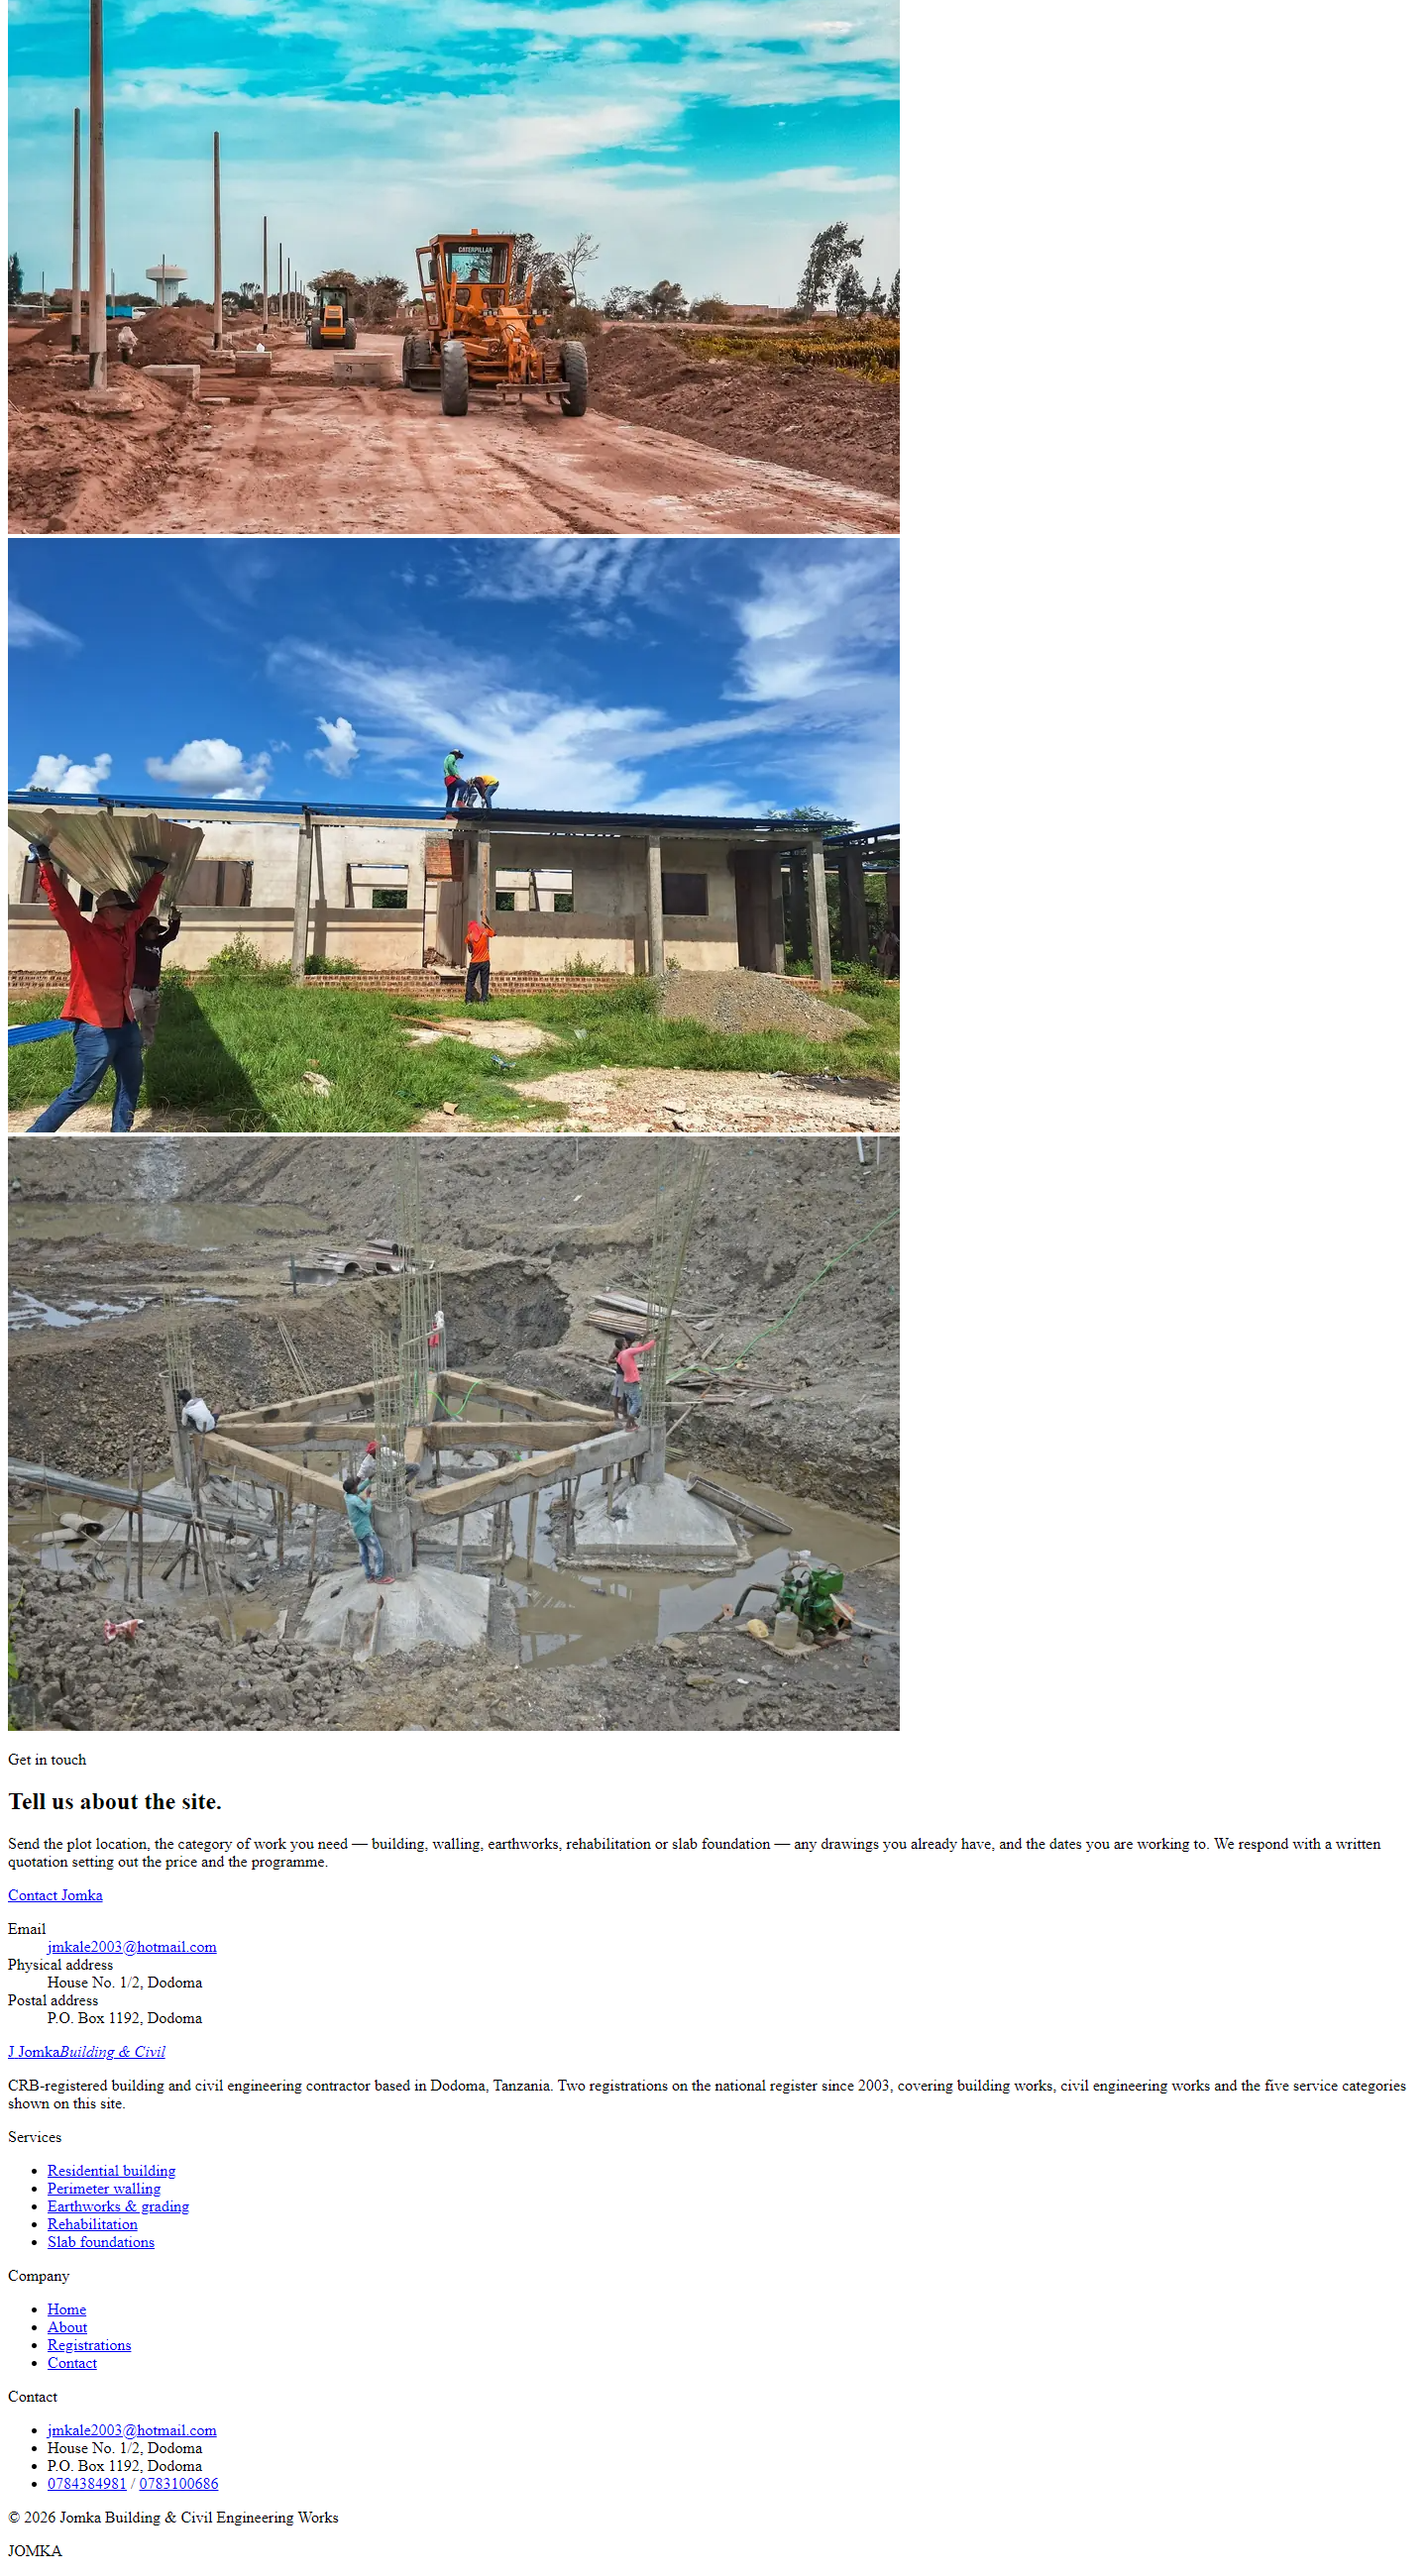 CATERPILLAR
Get in touch
Tell us about the site.
Send the plot location, the category of work you need — building, walling, earthworks, rehabilitation or slab foundation — any drawings you already have, and the dates you are working to. We respond with a written
quotation setting out the price and the programme.
Contact Jomka
Email
jmkale2003@hotmail.com
Physical address
House No. 1/2, Dodoma
Postal address
P.O. Box 1192, Dodoma
J JomkaBuilding & Civil
CRB-registered building and civil engineering contractor based in Dodoma, Tanzania. Two registrations on the national register since 2003, covering building works, civil engineering works and the five service categories
shown on this site.
Services
Residential building
Perimeter walling
Earthworks & grading
Rehabilitation
Slab foundations
Company
Home
About
Registrations
Contact
Contact
jmkale2003@hotmail.com
House No. 1/2, Dodoma
P.O. Box 1192, Dodoma
0784384981 / 0783100686
© 2026 Jomka Building & Civil Engineering Works
JOMKA